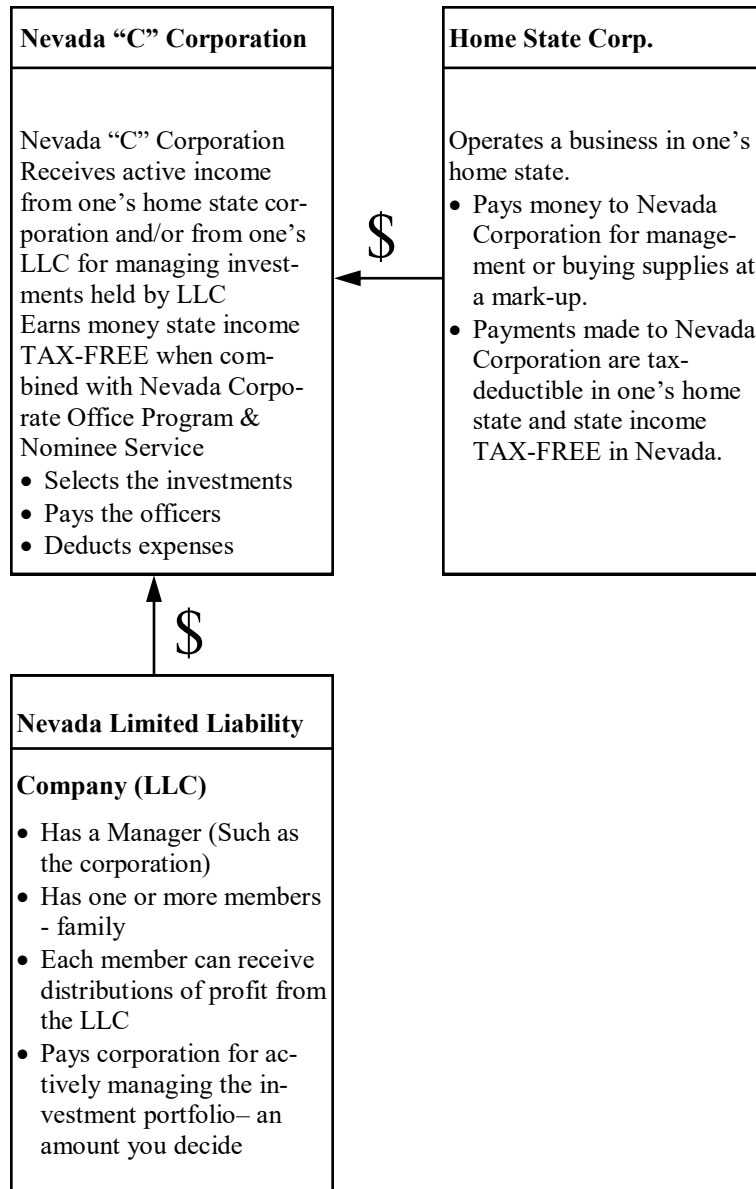 Nevada “C” Corporation
Nevada “C” Corporation
Receives active income
from one’s home state cor-
poration and/or from one’s
LLC for managing invest-
ments held by LLC
Earns money state income
TAX-FREE when com-
bined with Nevada Corpo-
rate Office Program &
Nominee Service
• Selects the investments
• Pays the officers
• Deducts expenses
$
Home State Corp.
Operates a business in one’s
home state.
• Pays money to Nevada
Corporation for manage-
ment or buying supplies at
a mark-up.
• Payments made to Nevada
Corporation are tax-
deductible in one’s home
state and state income
TAX-FREE in Nevada.
$
Nevada Limited Liability
Company (LLC)
• Has a Manager (Such as
the corporation)
• Has one or more members
- family
• Each member can receive
distributions of profit from
the LLC
• Pays corporation for ac-
tively managing the in-
vestment portfolio– an
amount you decide